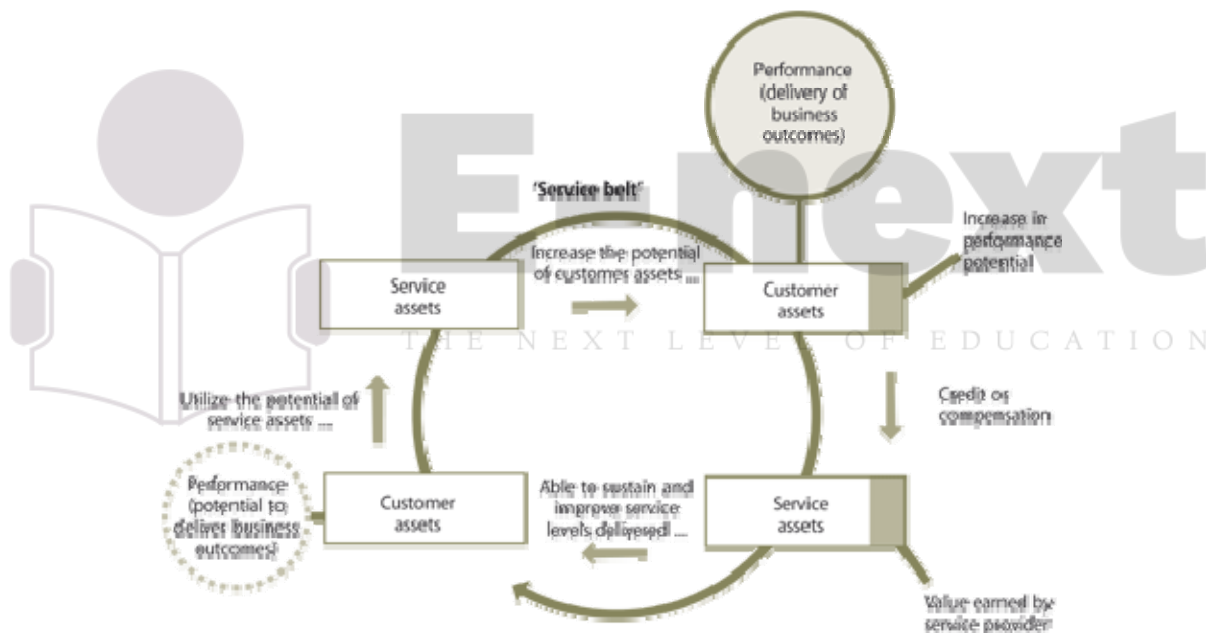 Performance
(delivery of
business
outcomes)
E-next
THE NEXT LEVEL OF EDUCATION
'Service belt'
Increase the potential
of customer assets ....
Increase in
performance
potential
Service
assets
Customer
assets
Utilize the potential of
service assets ....
Credit or
compensation
Performance
(potential to
deliver business
outcomes)
Customer
assets
Able to sustain and
improve service
levels delivered ....
Service
assets
Value earned by
service provider